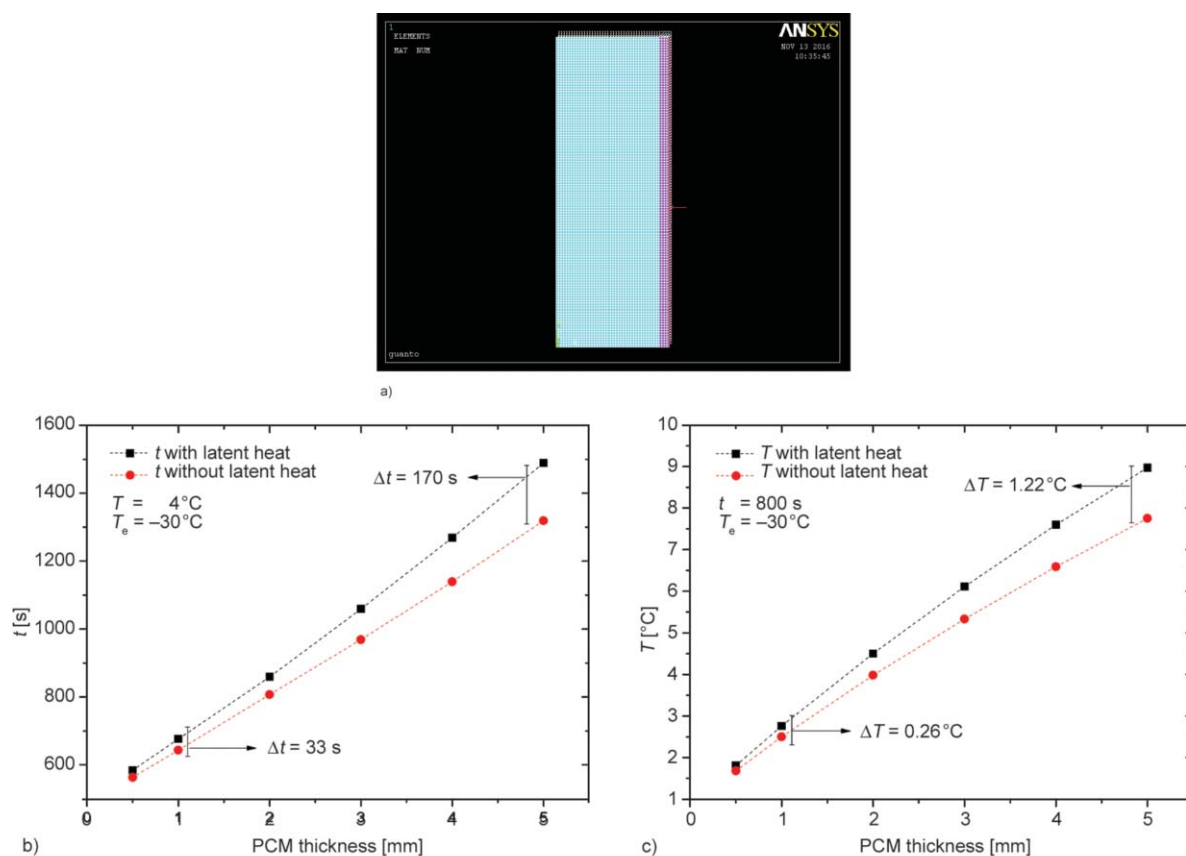 1
ELEMENTS
MAT NUM
ANSYS
NOV 13 2016
10:35:45
guanto
a)
1600
1400
1200
1000
800
600
t [s]
t with latent heat
t without latent heat
T = 4°C
Te = –30°C
Δt = 170 s
Δt = 33 s
0 1 2 3 4 5
PCM thickness [mm]
b)
10
9
8
7
6
5
4
3
2
1
T [°C]
T with latent heat
T without latent heat
t = 800 s
Te = –30°C
ΔT = 1.22°C
ΔT = 0.26°C
0 1 2 3 4 5
PCM thickness [mm]
c)